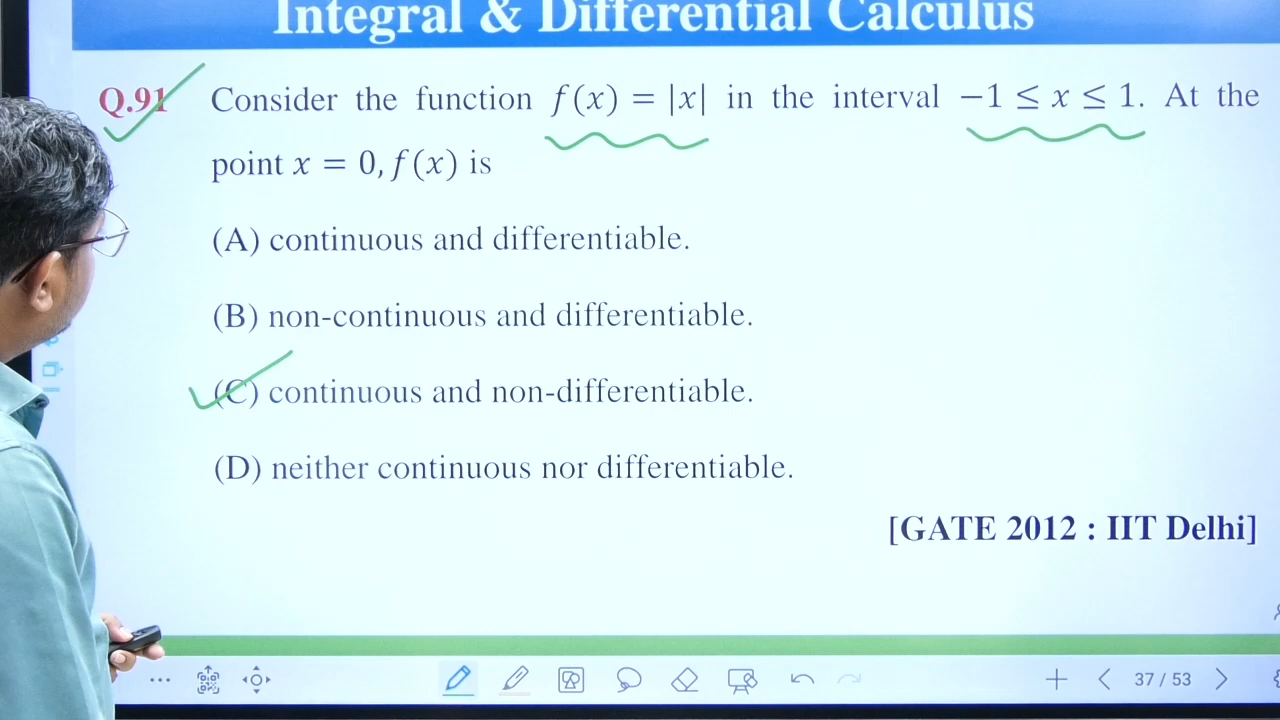 Integral & Differential Calculus
Q.91 Consider the function f(x) = |x| in the interval −1 ≤ x ≤ 1. At the
point x = 0, f(x) is
(A) continuous and differentiable.
(B) non-continuous and differentiable.
(C) continuous and non-differentiable.
(D) neither continuous nor differentiable.
[GATE 2012 : IIT Delhi]
37 / 53